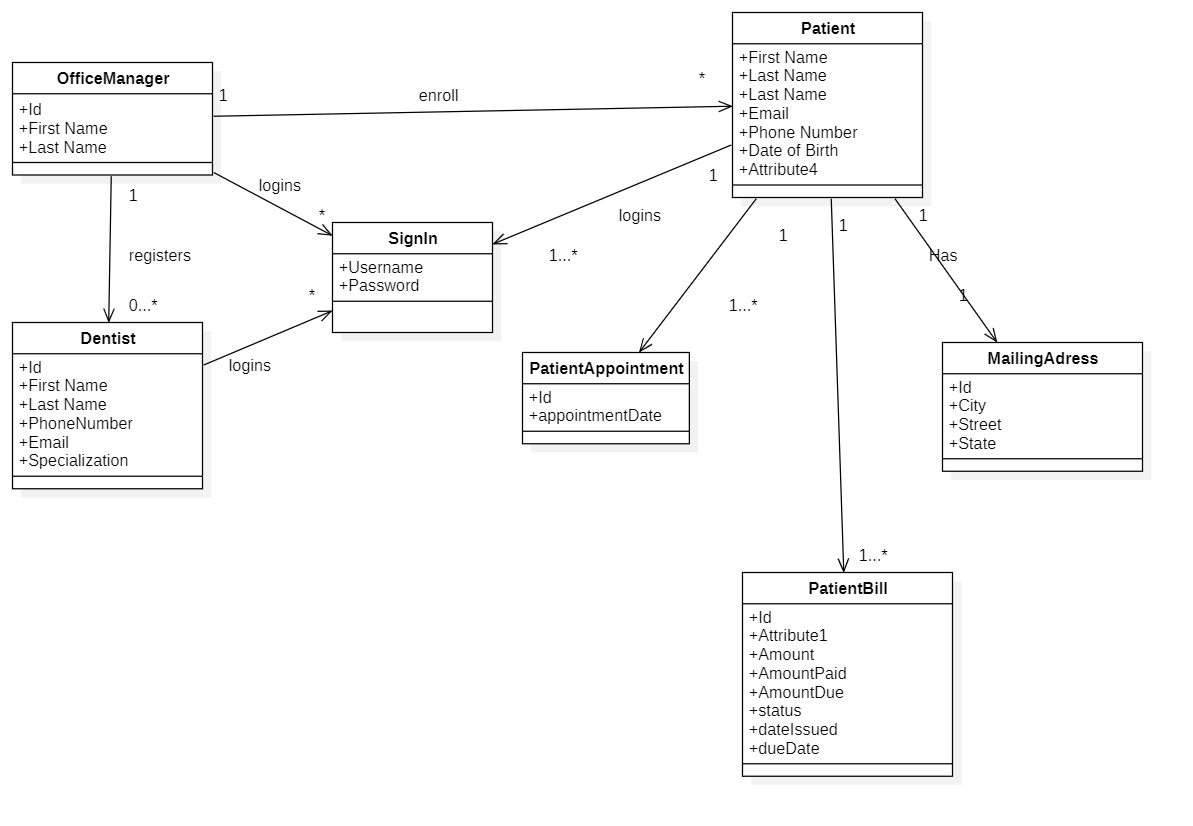 Patient
+First Name
+Last Name
+Last Name
+Email
+Phone Number
+Date of Birth
+Attribute4
OfficeManager
+Id
+First Name
+Last Name
1
enroll
*
logins
*
1
registers
0...*
1
logins
1...*
SignIn
+Username
+Password
*
logins
Dentist
+Id
+First Name
+Last Name
+PhoneNumber
+Email
+Specialization
1
1...*
1
1
Has
1
PatientAppointment
+Id
+appointmentDate
MailingAdress
+Id
+City
+Street
+State
1...*
PatientBill
+Id
+Attribute1
+Amount
+AmountPaid
+AmountDue
+status
+dateIssued
+dueDate